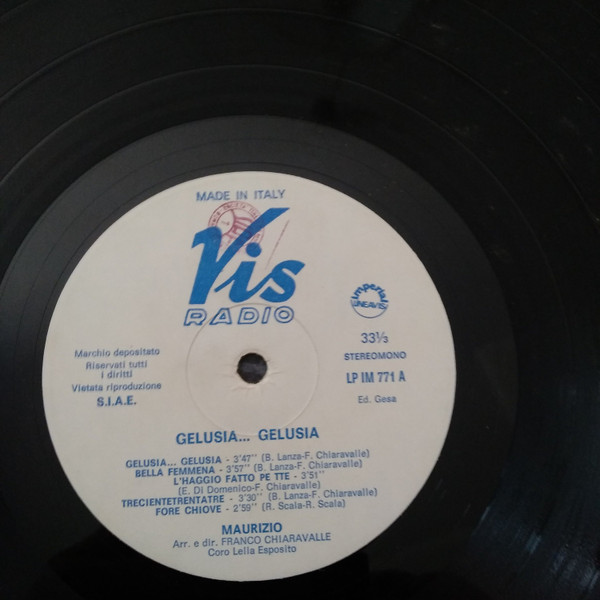 MADE IN ITALY
Vis
RADIO
imperial
LINEAVIS
33⅓
STEREOMONO
LP IM 771 A
Ed. Gesa
Marchio depositato
Riservati tutti
i diritti
Vietata riproduzione
S.I.A.E.
GELUSIA... GELUSIA
GELUSIA... GELUSIA - 3'47'' (B. Lanza-F. Chiaravalle)
BELLA FEMMENA - 3'57'' (B. Lanza-F. Chiaravalle)
L'HAGGIO FATTO PE TTE - 3'51''
(E. Di Domenico-F. Chiaravalle)
TRECIENTETRENTATRE - 3'30'' (B. Lanza-F. Chiaravalle)
FORE CHIOVE - 2'59'' (R. Scala-R. Scala)
MAURIZIO
Arr. e dir. FRANCO CHIARAVALLE
Coro Lella Esposito